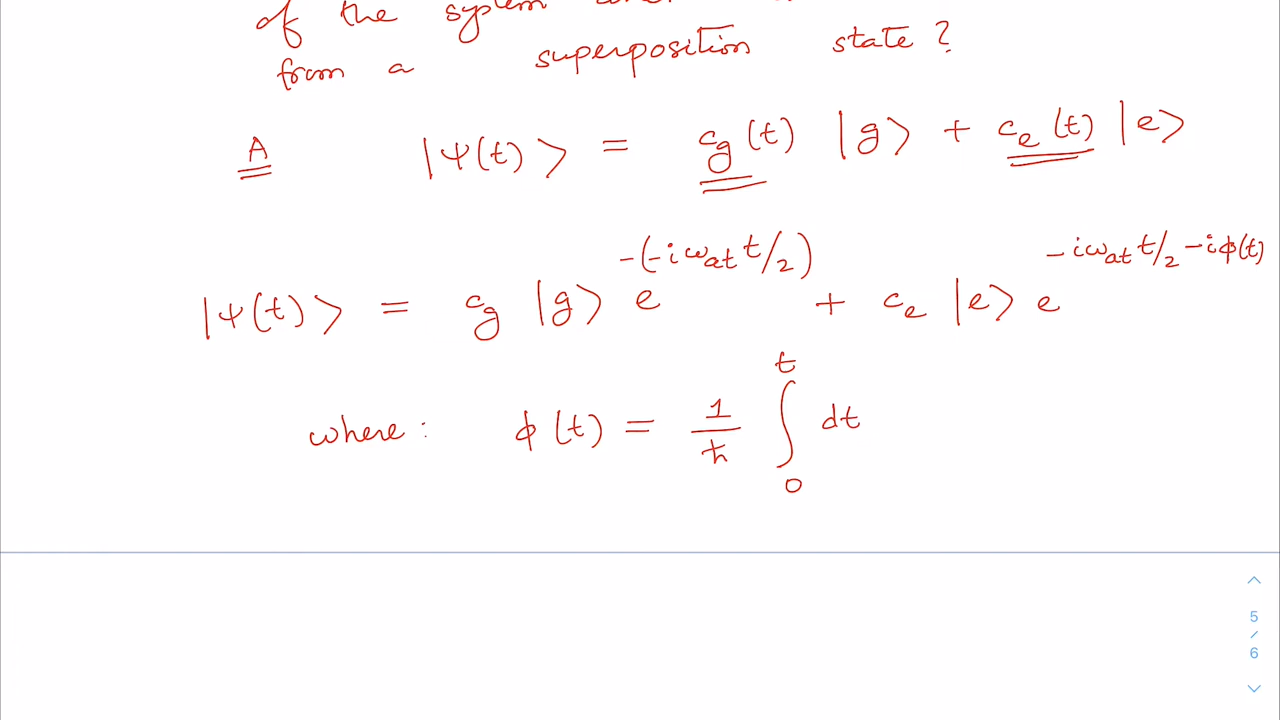 of the system
from a superposition state?
A |Ψ(t)> = c_g(t) |g> + c_e(t) |e>
|Ψ(t)> = c_g |g> e^{-(-iω_at t/2)} + c_e |e> e^{-iω_at t/2 -iϕ(t)}
where: ϕ(t) = 1/ħ ∫_0^t dt
5
/
6